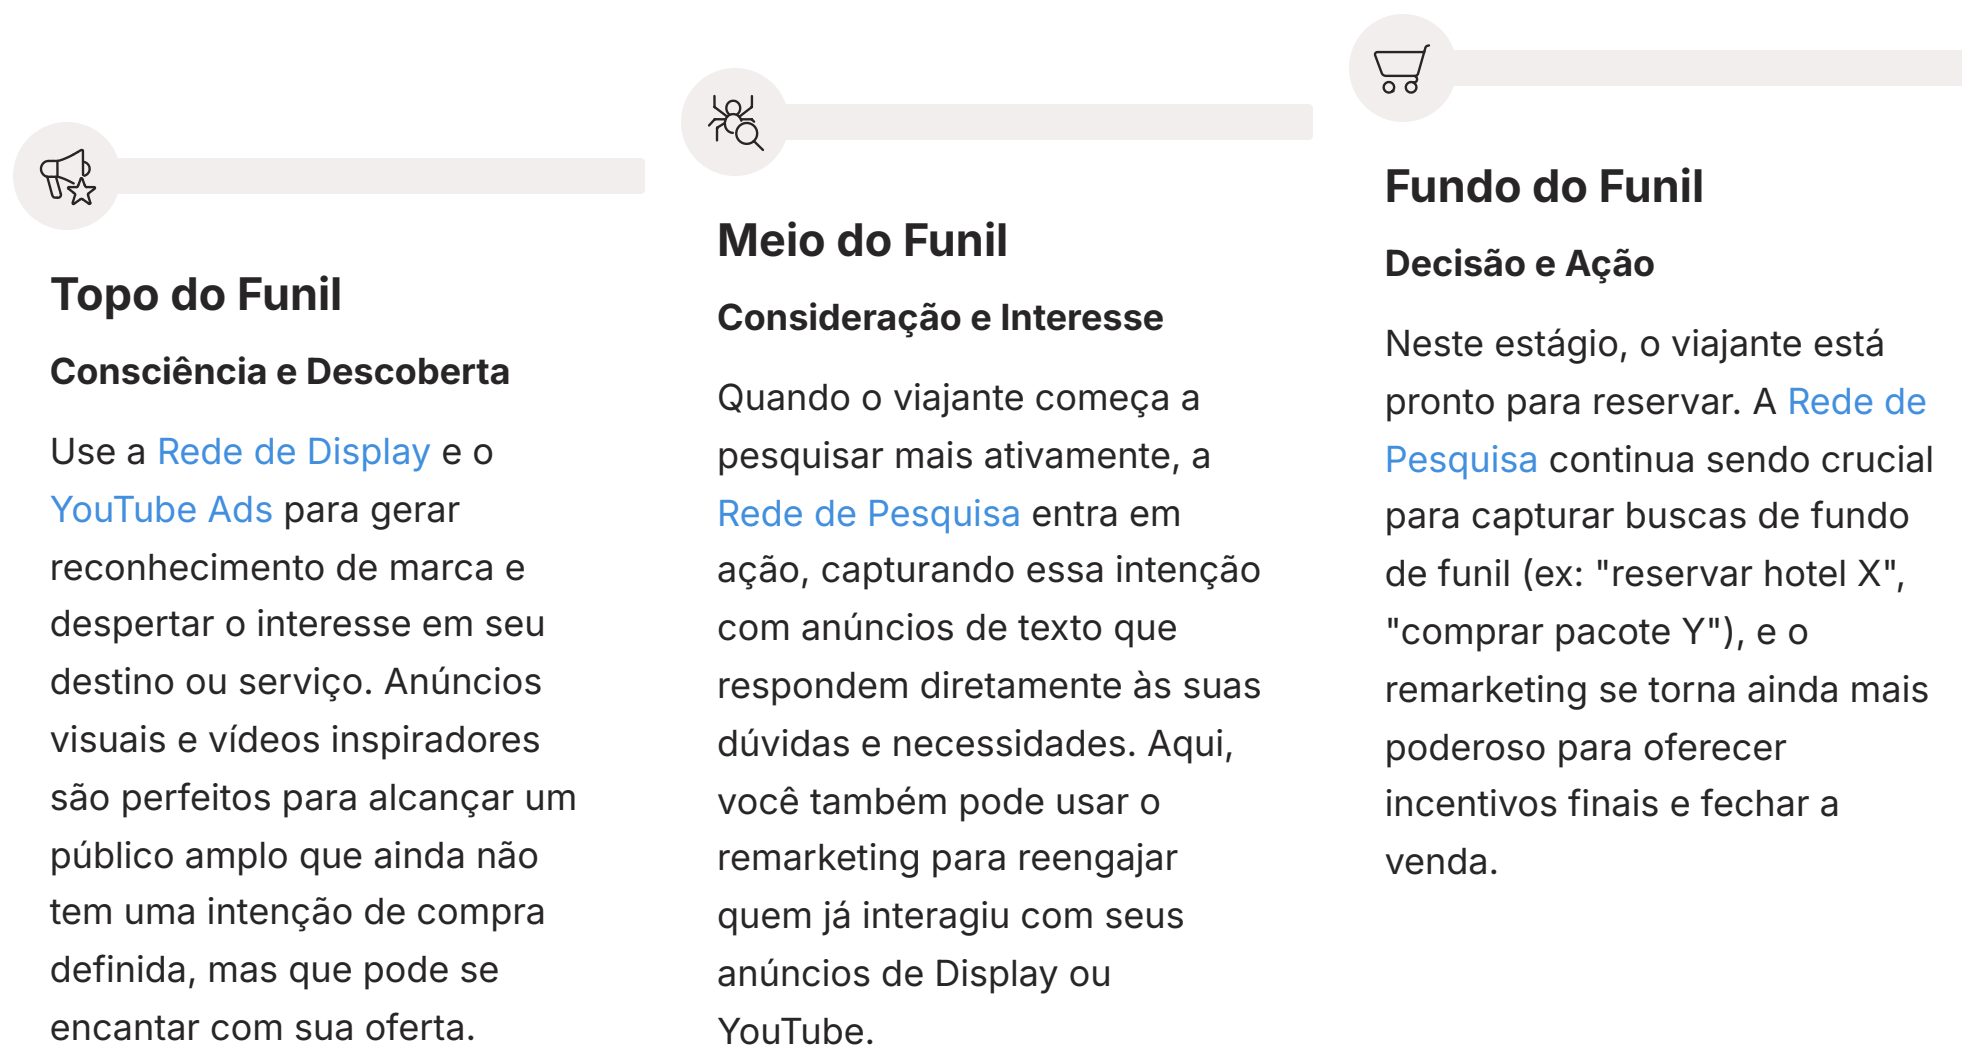 Topo do Funil
Consciência e Descoberta
Use a Rede de Display e o
YouTube Ads para gerar
reconhecimento de marca e
despertar o interesse em seu
destino ou serviço. Anúncios
visuais e vídeos inspiradores
são perfeitos para alcançar um
público amplo que ainda não
tem uma intenção de compra
definida, mas que pode se
encantar com sua oferta.
Meio do Funil
Consideração e Interesse
Quando o viajante começa a
pesquisar mais ativamente, a
Rede de Pesquisa entra em
ação, capturando essa intenção
com anúncios de texto que
respondem diretamente às suas
dúvidas e necessidades. Aqui,
você também pode usar o
remarketing para reengajar
quem já interagiu com seus
anúncios de Display ou
YouTube.
Fundo do Funil
Decisão e Ação
Neste estágio, o viajante está
pronto para reservar. A Rede de
Pesquisa continua sendo crucial
para capturar buscas de fundo
de funil (ex: "reservar hotel X",
"comprar pacote Y"), e o
remarketing se torna ainda mais
poderoso para oferecer
incentivos finais e fechar a
venda.